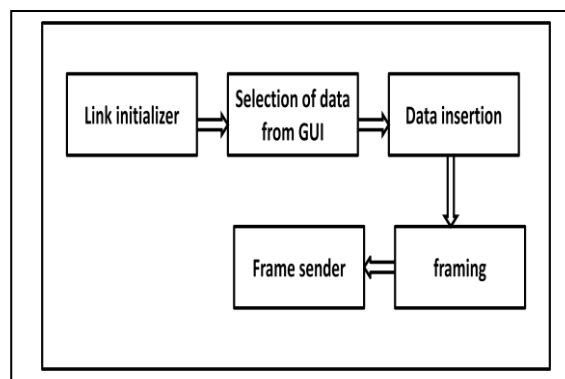 Link initializer
Selection of data
from GUI
Data insertion
framing
Frame sender